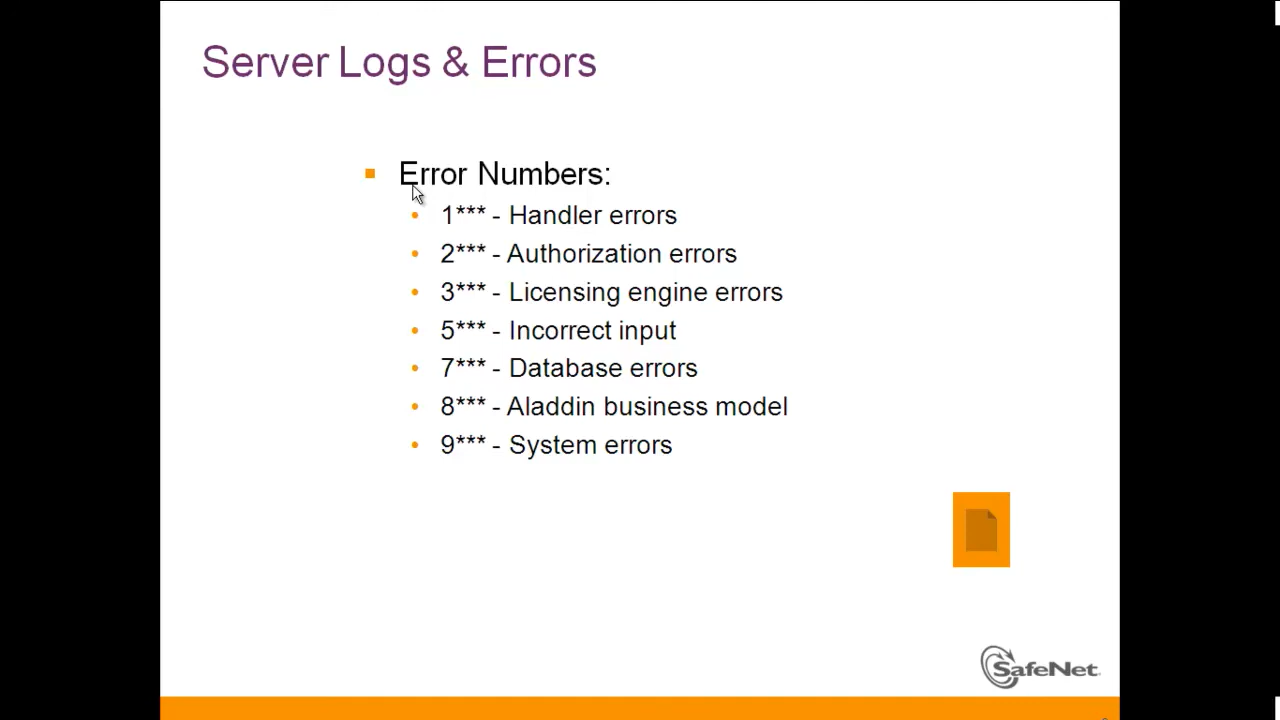 Server Logs & Errors
Error Numbers:
1*** - Handler errors
2*** - Authorization errors
3*** - Licensing engine errors
5*** - Incorrect input
7*** - Database errors
8*** - Aladdin business model
9*** - System errors
SafeNet